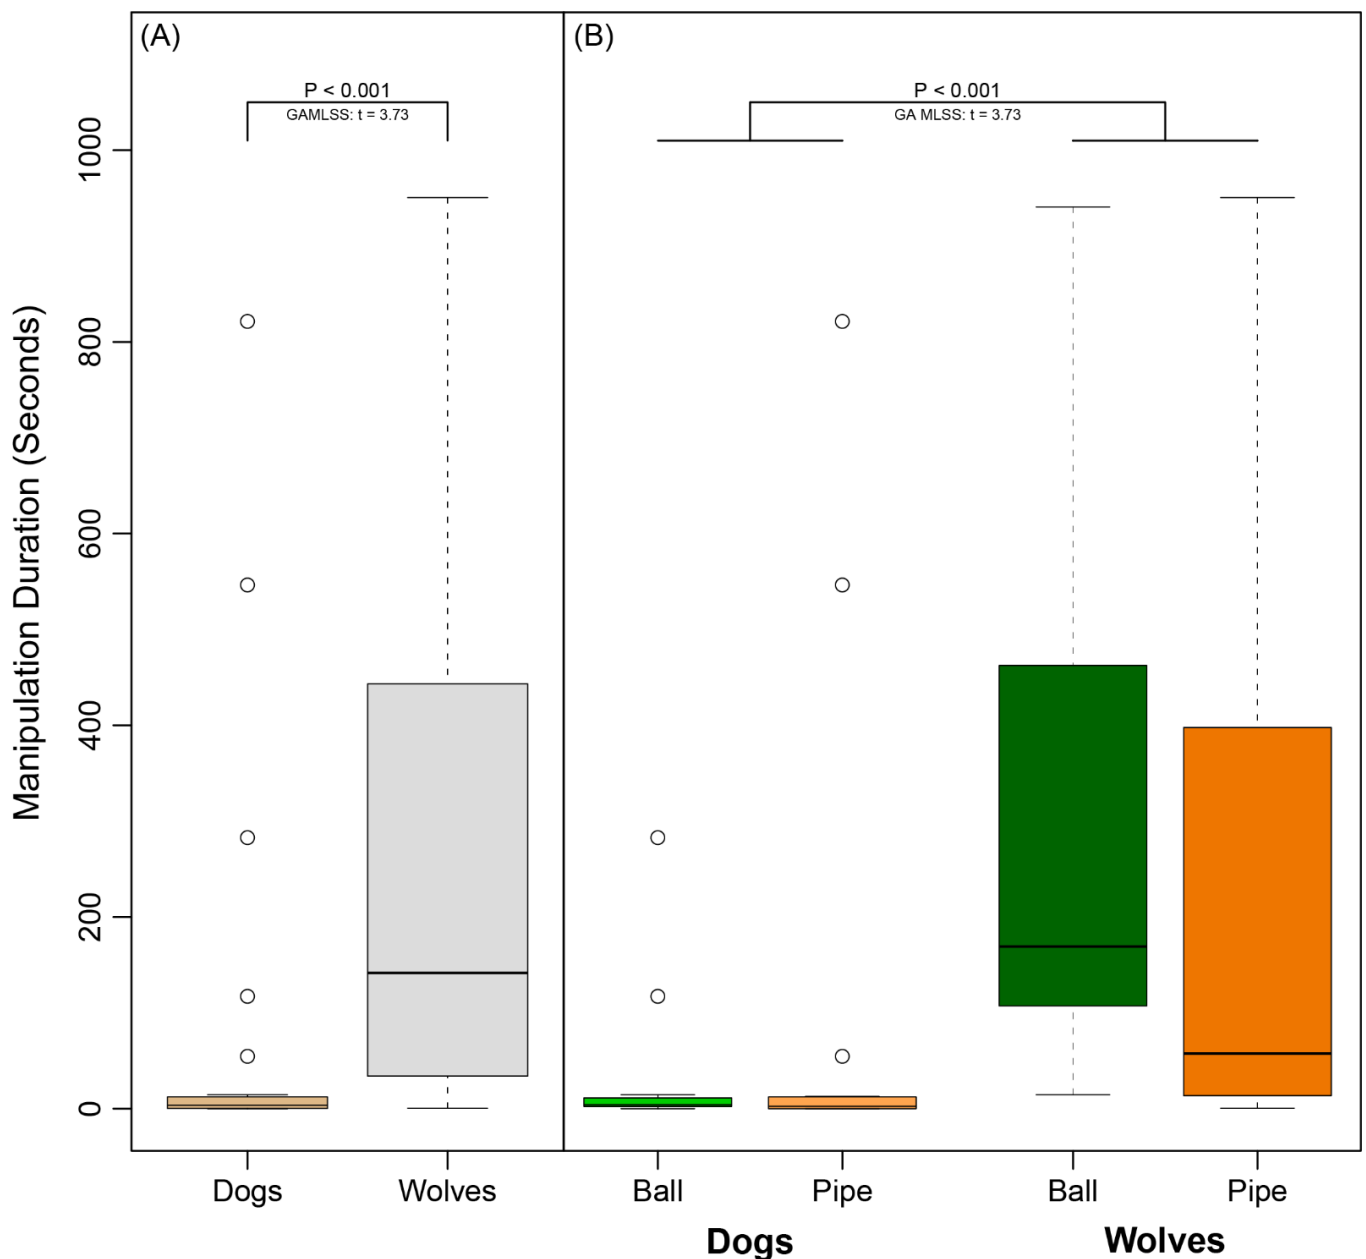 (A)
P < 0.001
GAMLSS: t = 3.73
(B)
P < 0.001
GA MLSS: t = 3.73
Manipulation Duration (Seconds)
1000
800
600
400
200
0
Dogs Wolves
Ball Pipe Ball Pipe
Dogs Wolves